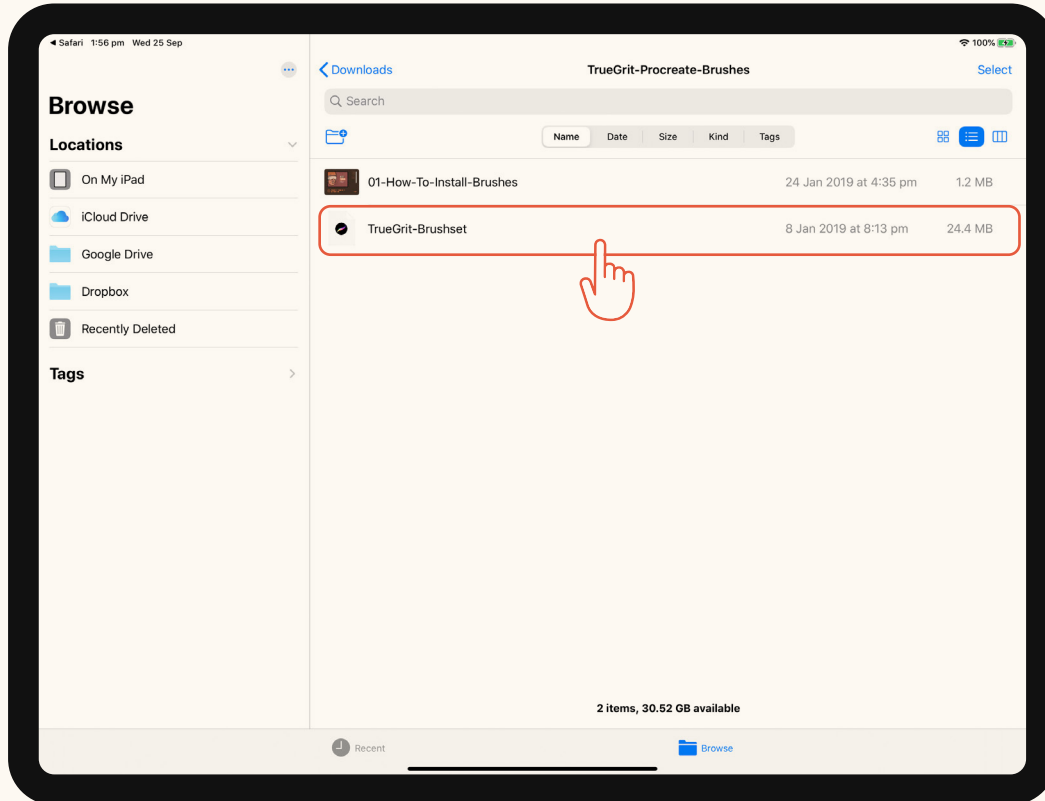 Safari 1:56 pm Wed 25 Sep
100%
Downloads
TrueGrit-Procreate-Brushes
Select
Browse
Search
Locations
Name Date Size Kind Tags
On My iPad
iCloud Drive
Google Drive
Dropbox
Recently Deleted
Tags
01-How-To-Install-Brushes 24 Jan 2019 at 4:35 pm 1.2 MB
TrueGrit-Brushset 8 Jan 2019 at 8:13 pm 24.4 MB
2 items, 30.52 GB available
Recent
Browse